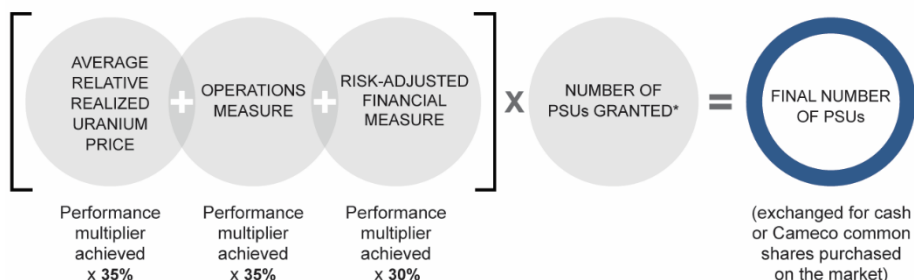 AVERAGE
RELATIVE
REALIZED
URANIUM
PRICE
+
OPERATIONS
MEASURE
+
RISK-ADJUSTED
FINANCIAL
MEASURE
x
NUMBER OF
PSUs GRANTED*
=
FINAL NUMBER
OF PSUs
Performance
multiplier
achieved
x 35%
Performance
multiplier
achieved
x 35%
Performance
multiplier
achieved
x 30%
(exchanged for cash
or Cameco common
shares purchased
on the market)